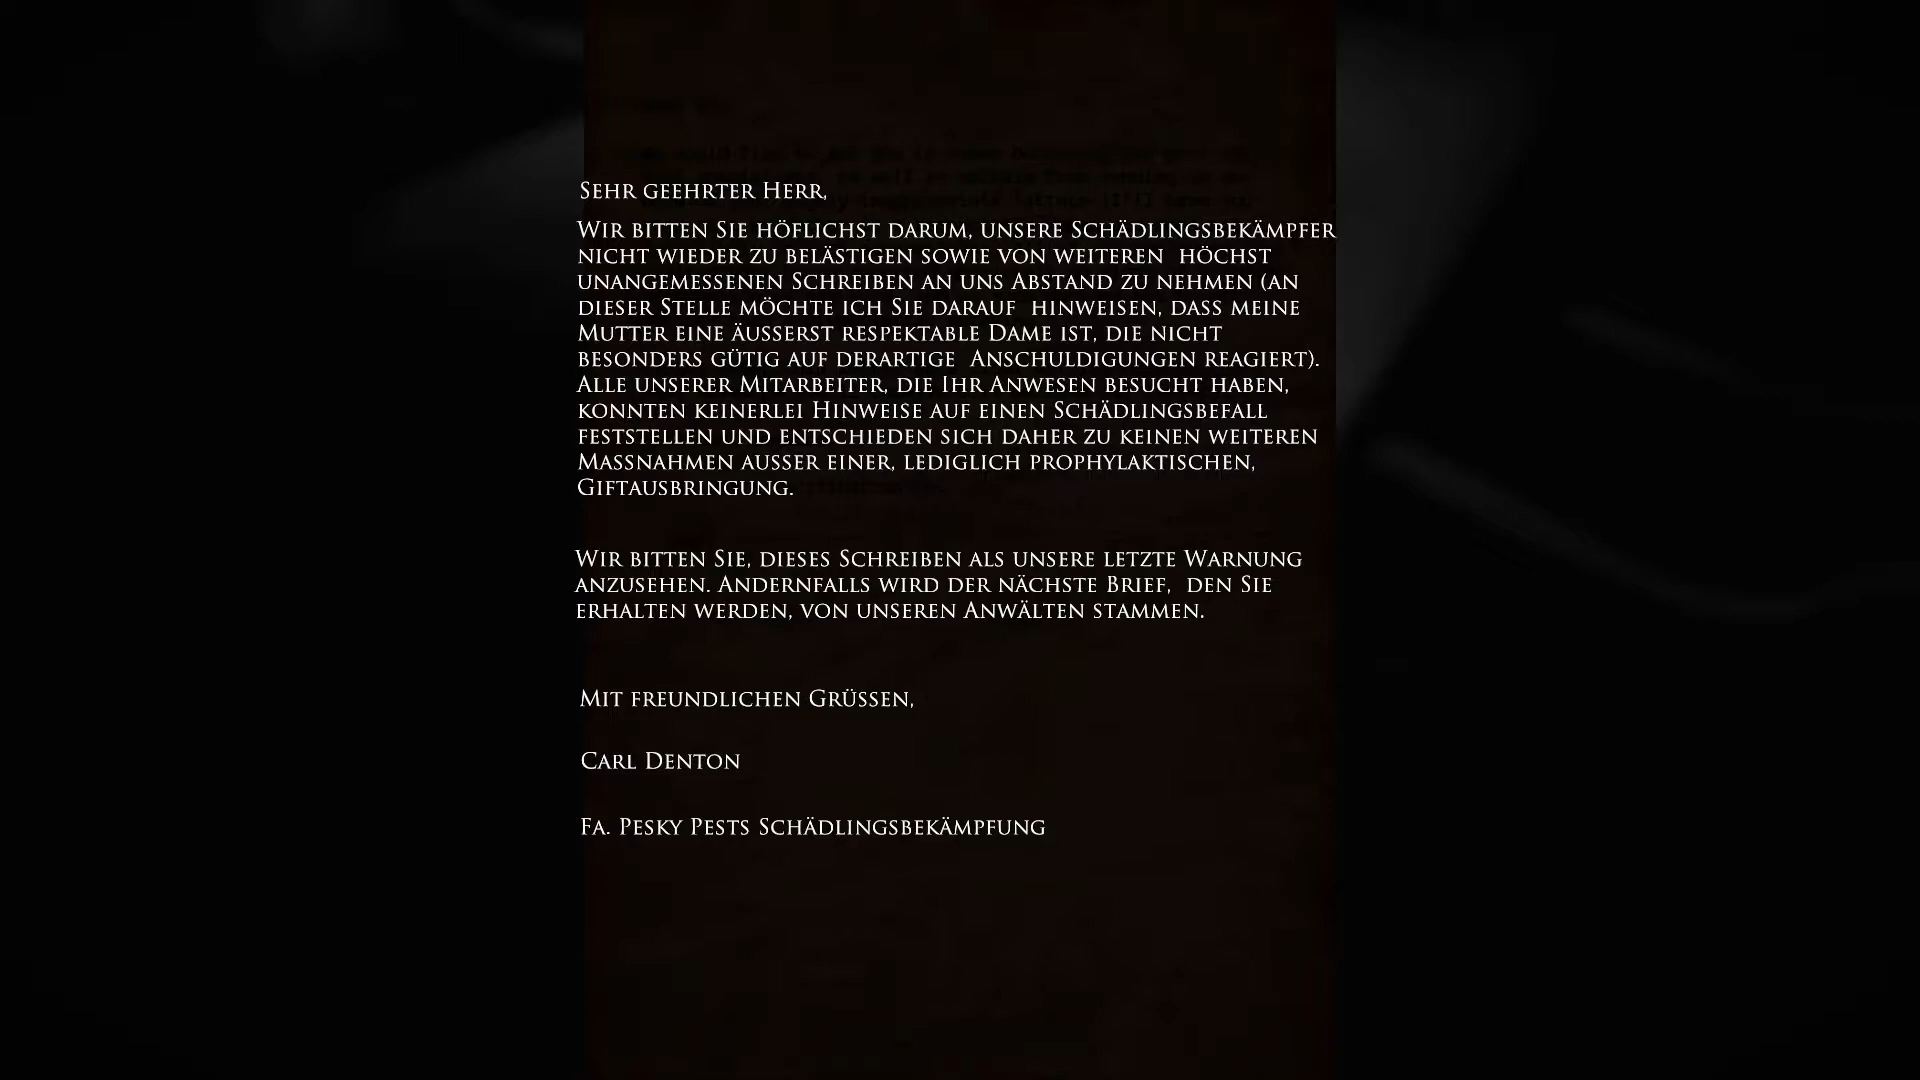 Sehr geehrter Herr,
Wir bitten Sie höflichst darum, unsere Schädlingsbekämpfer
nicht wieder zu belästigen sowie von weiteren höchst
unangemessenen Schreiben an uns Abstand zu nehmen (an
dieser Stelle möchte ich Sie darauf hinweisen, dass meine
Mutter eine äusserst respektable Dame ist, die nicht
besonders gütig auf derartige Anschuldigungen reagiert).
Alle unserer Mitarbeiter, die Ihr Anwesen besucht haben,
konnten keinerlei Hinweise auf einen Schädlingsbefall
feststellen und entschieden sich daher zu keinen weiteren
Massnahmen ausser einer, lediglich prophylaktischen,
Giftausbringung.
Wir bitten Sie, dieses Schreiben als unsere letzte Warnung
anzusehen. Andernfalls wird der nächste Brief, den Sie
erhalten werden, von unseren Anwälten stammen.
Mit freundlichen Grüssen,
Carl Denton
Fa. Pesky Pests Schädlingsbekämpfung